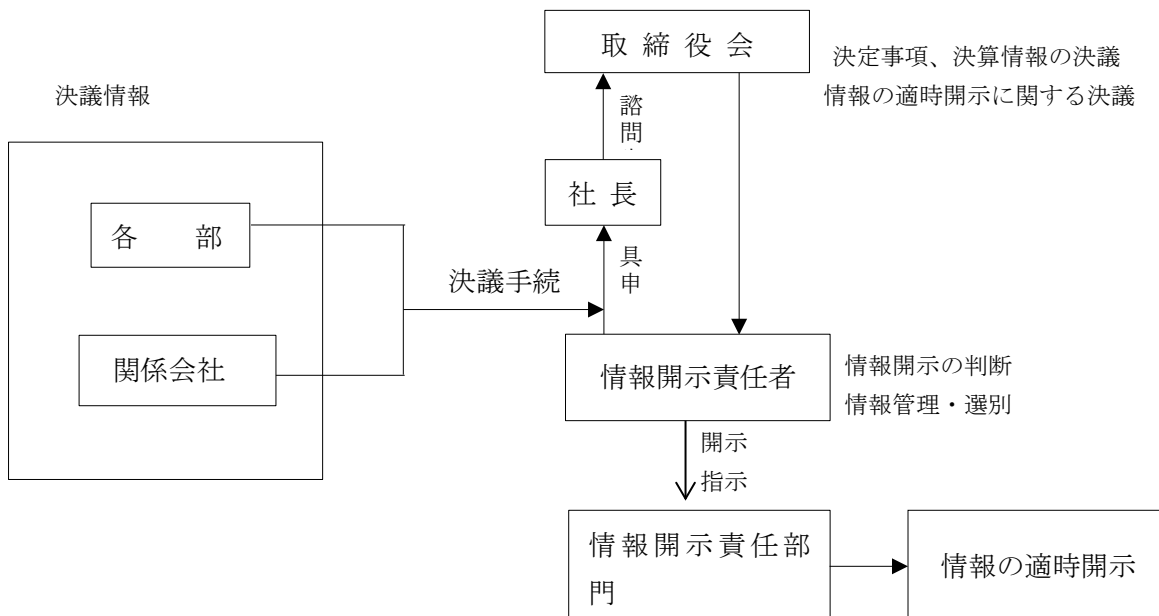 取締役会
決定事項、決算情報の決議
情報の適時開示に関する決議
決議情報
諮問
社長
各　　部
具申
決議手続
関係会社
情報開示責任者
情報開示の判断
情報管理・選別
開示
指示
情報開示責任部
門
情報の適時開示